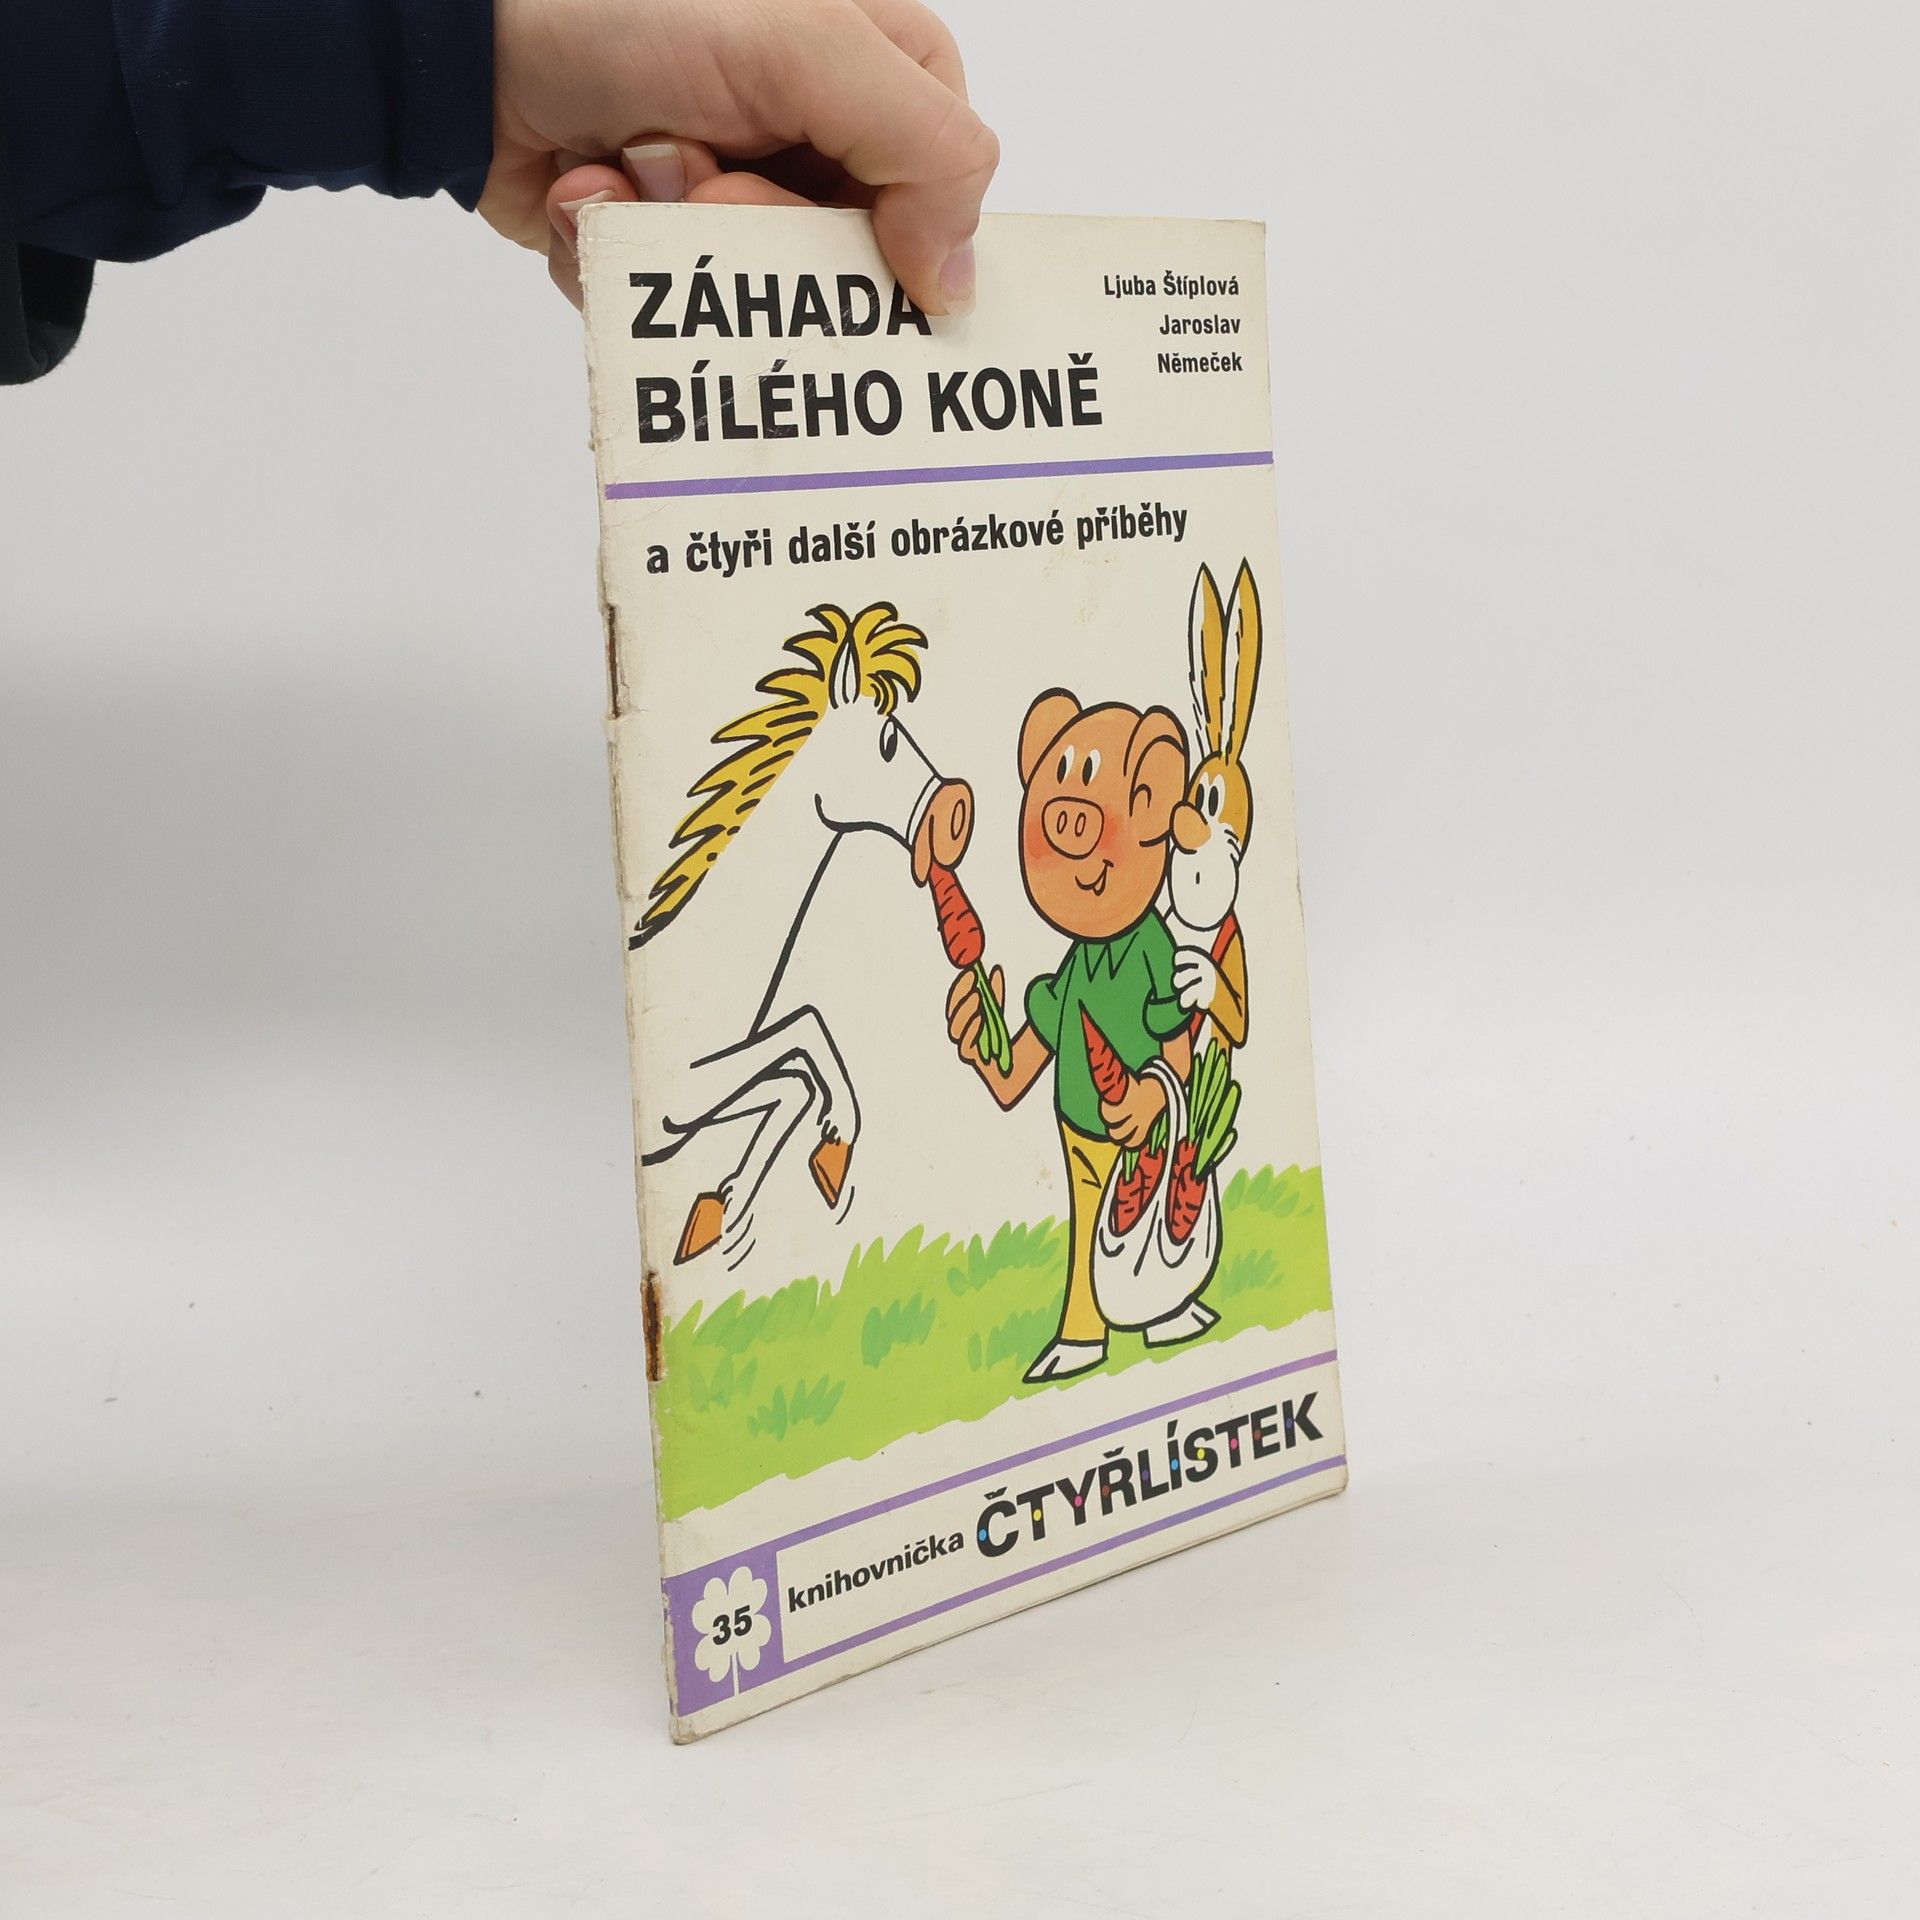 ZÁHADA
BÍLÉHO KONĚ
Ljuba Štíplová
Jaroslav
Němeček
a čtyři další obrázkové příběhy
35
knihovnička ČTYŘLÍSTEK